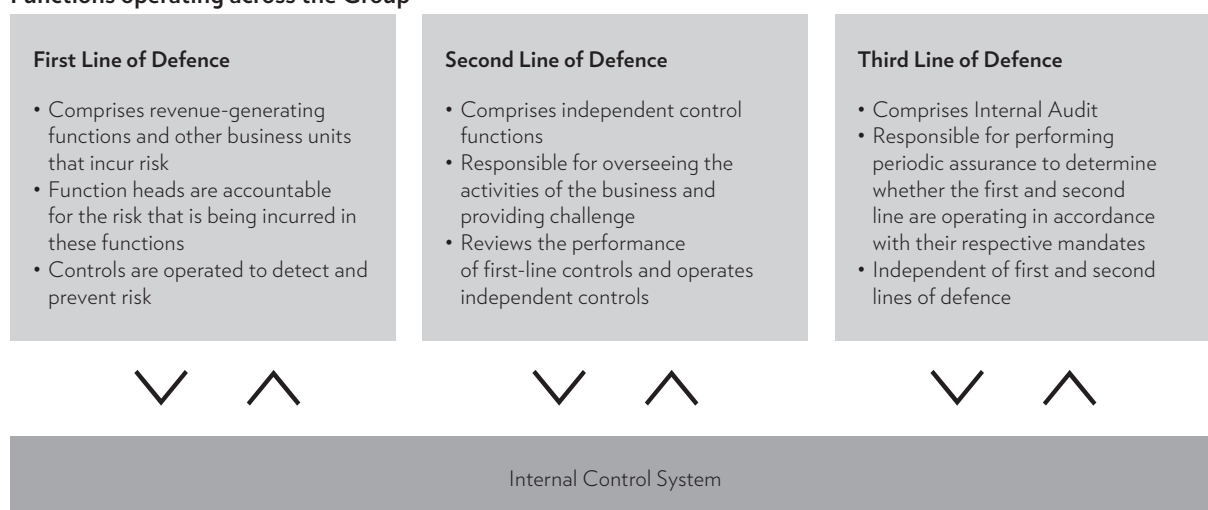 Functions operating across the Group
First Line of Defence
• Comprises revenue-generating
functions and other business units
that incur risk
• Function heads are accountable
for the risk that is being incurred in
these functions
• Controls are operated to detect and
prevent risk
Second Line of Defence
• Comprises independent control
functions
• Responsible for overseeing the
activities of the business and
providing challenge
• Reviews the performance
of first-line controls and operates
independent controls
Third Line of Defence
• Comprises Internal Audit
• Responsible for performing
periodic assurance to determine
whether the first and second
line are operating in accordance
with their respective mandates
• Independent of first and second
lines of defence
Internal Control System